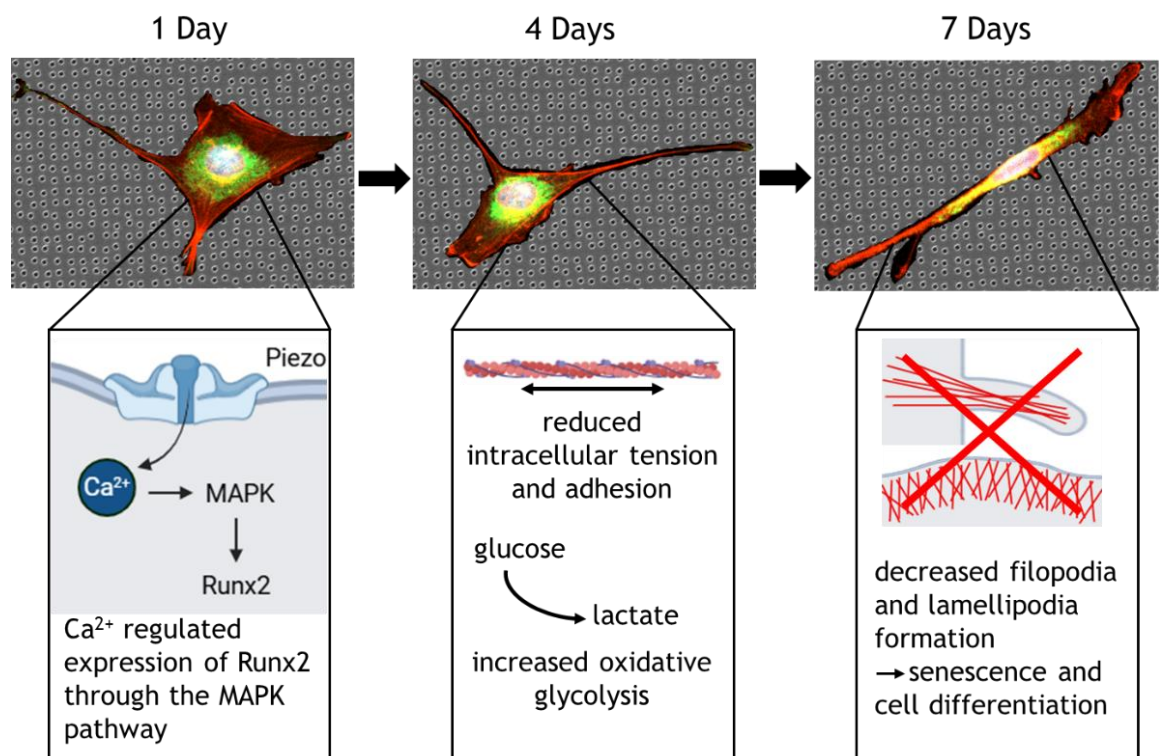 1 Day
4 Days
7 Days
Piezo
Ca²⁺
MAPK
Runx2
Ca²⁺ regulated
expression of Runx2
through the MAPK
pathway
reduced
intracellular tension
and adhesion
glucose
lactate
increased oxidative
glycolysis
decreased filopodia
and lamellipodia
formation
→senescence and
cell differentiation